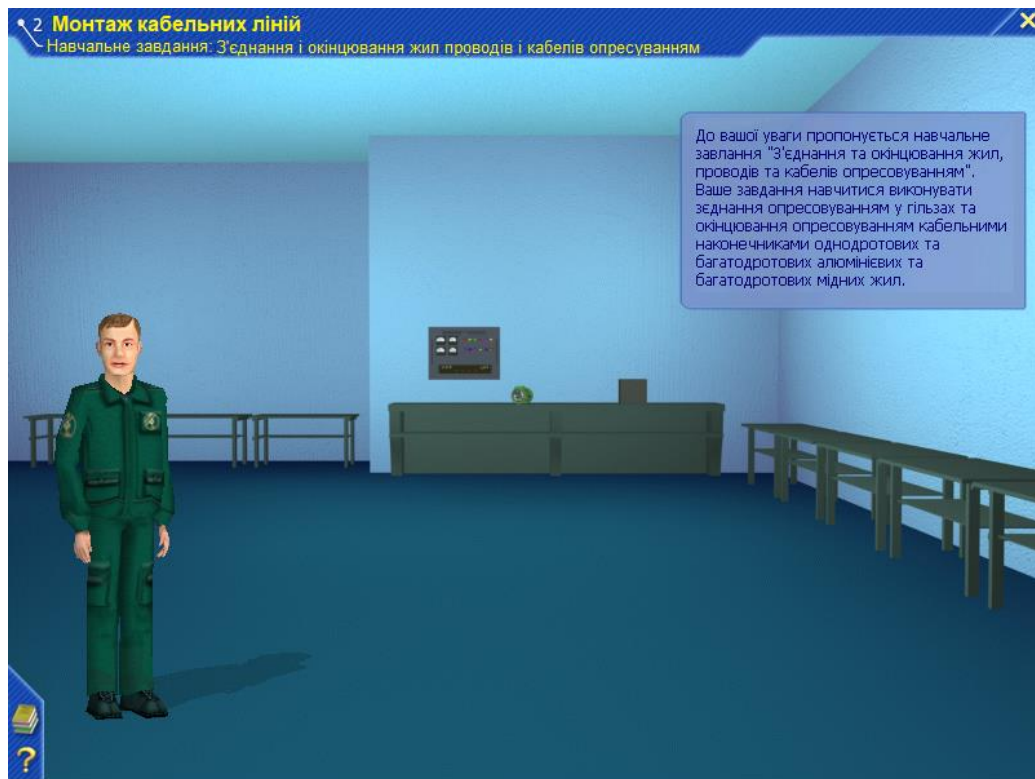 2 Монтаж кабельних ліній
Навчальне завдання: З'єднання і окінцювання жил проводів і кабелів опресуванням
До вашої уваги пропонується навчальне
завлання "З'єднання та окінцювання жил,
проводів та кабелів опресовуванням".
Ваше завдання навчитися виконувати
зєднання опресовуванням у гільзах та
окінцювання опресовуванням кабельними
наконечниками однодротових та
багатодротових алюмінієвих та
багатодротових мідних жил.
?